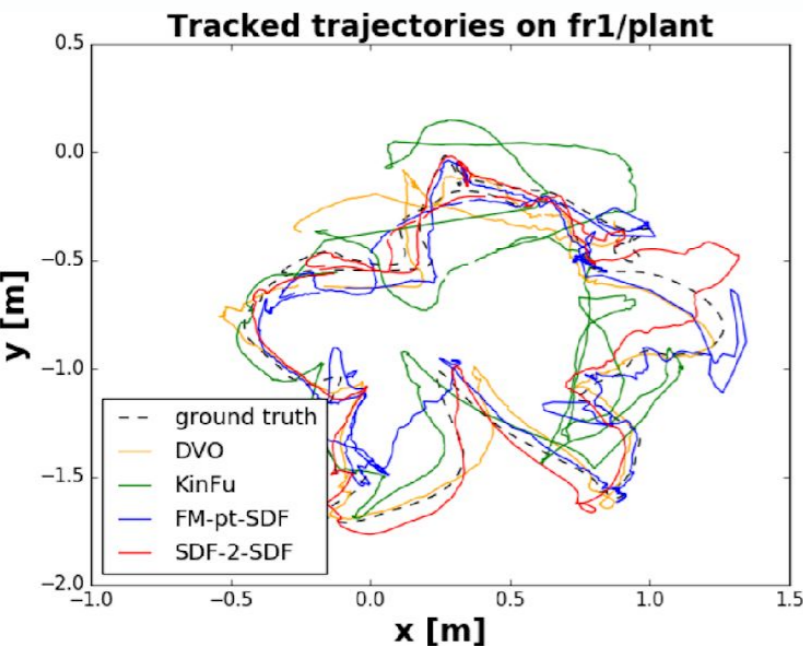 Tracked trajectories on fr1/plant
0.5
0.0
−0.5
−1.0
−1.5
−2.0
y [m]
ground truth
DVO
KinFu
FM-pt-SDF
SDF-2-SDF
−1.0 −0.5 0.0 0.5 1.0 1.5
x [m]